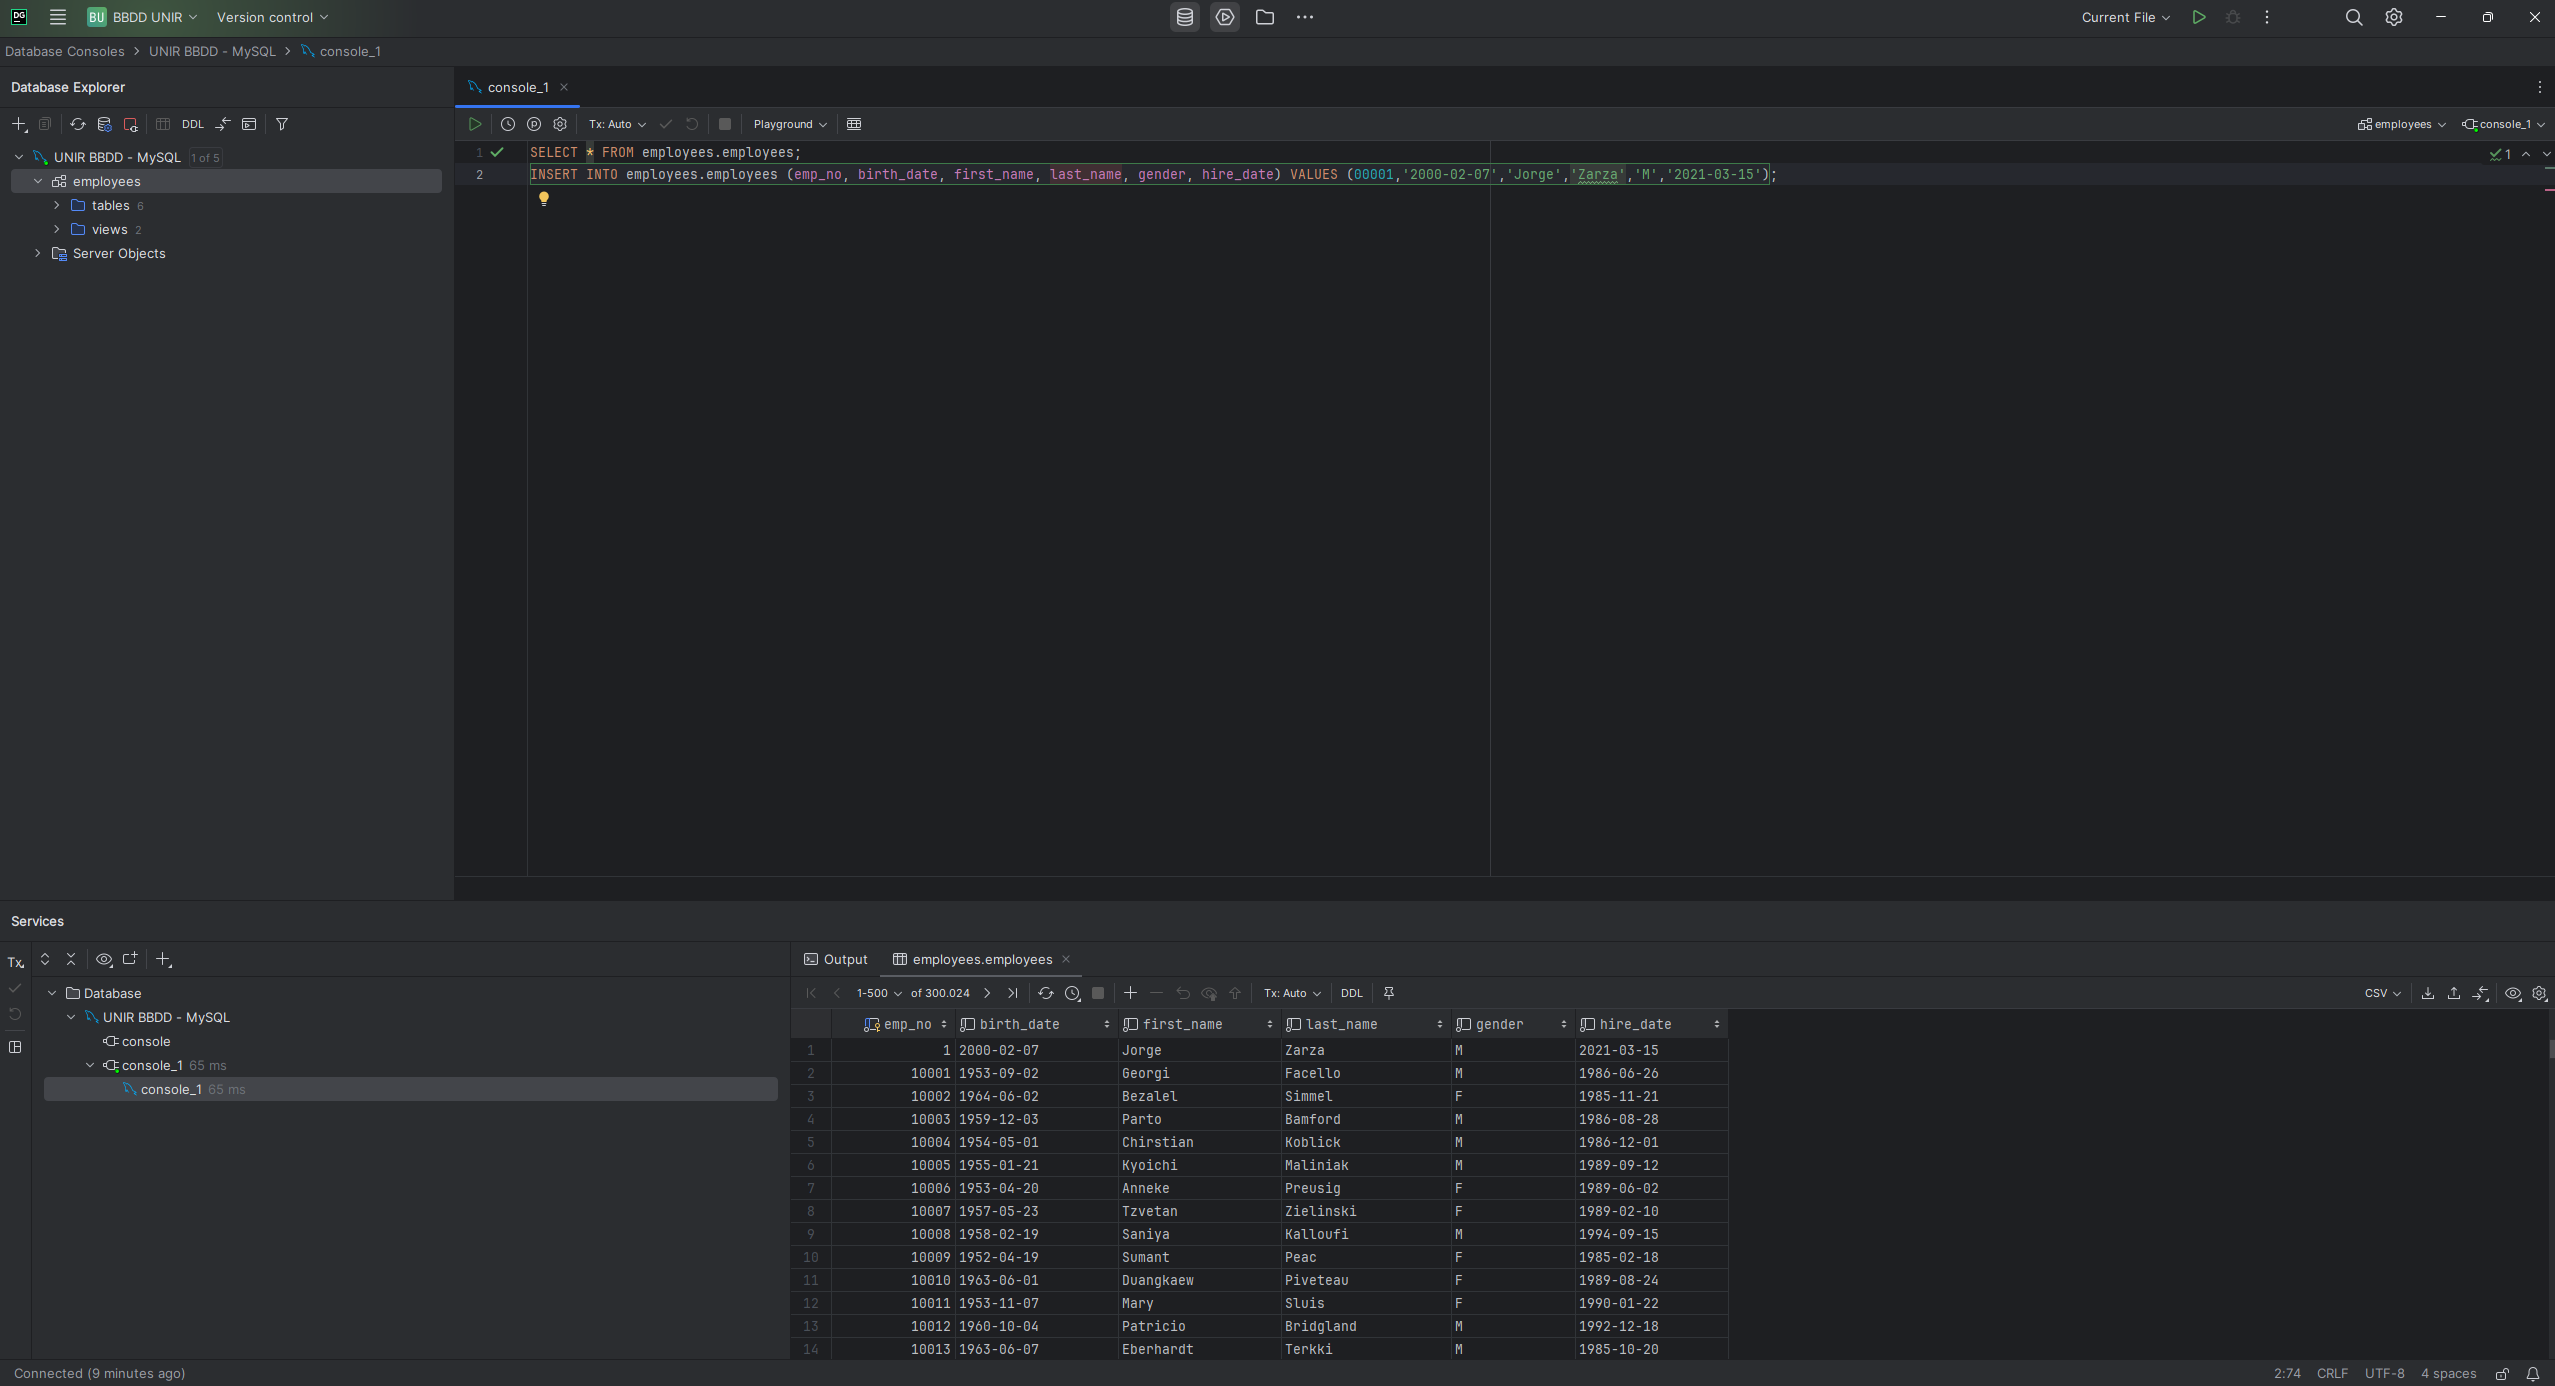 DG BU BBDD UNIR Version control Current File
Database Consoles UNIR BBDD - MySQL console_1
Database Explorer
console_1
DDL
Tx: Auto Playground employees console_1
UNIR BBDD - MySQL 1 of 5
employees
tables 6
views 2
Server Objects
1 SELECT * FROM employees.employees; 1
2 INSERT INTO employees.employees (emp_no, birth_date, first_name, last_name, gender, hire_date) VALUES (00001,'2000-02-07','Jorge','Zarza','M','2021-03-15');
Services
Tx
Database
UNIR BBDD - MySQL
console
console_1 65 ms
console_1 65 ms
Output employees.employees
1-500 of 300.024 Tx: Auto DDL CSV
emp_no birth_date first_name last_name gender hire_date
1 1 2000-02-07 Jorge Zarza M 2021-03-15
2 10001 1953-09-02 Georgi Facello M 1986-06-26
3 10002 1964-06-02 Bezalel Simmel F 1985-11-21
4 10003 1959-12-03 Parto Bamford M 1986-08-28
5 10004 1954-05-01 Chirstian Koblick M 1986-12-01
6 10005 1955-01-21 Kyoichi Maliniak M 1989-09-12
7 10006 1953-04-20 Anneke Preusig F 1989-06-02
8 10007 1957-05-23 Tzvetan Zielinski F 1989-02-10
9 10008 1958-02-19 Saniya Kalloufi M 1994-09-15
10 10009 1952-04-19 Sumant Peac F 1985-02-18
11 10010 1963-06-01 Duangkaew Piveteau F 1989-08-24
12 10011 1953-11-07 Mary Sluis F 1990-01-22
13 10012 1960-10-04 Patricio Bridgland M 1992-12-18
14 10013 1963-06-07 Eberhardt Terkki M 1985-10-20
Connected (9 minutes ago) 2:74 CRLF UTF-8 4 spaces